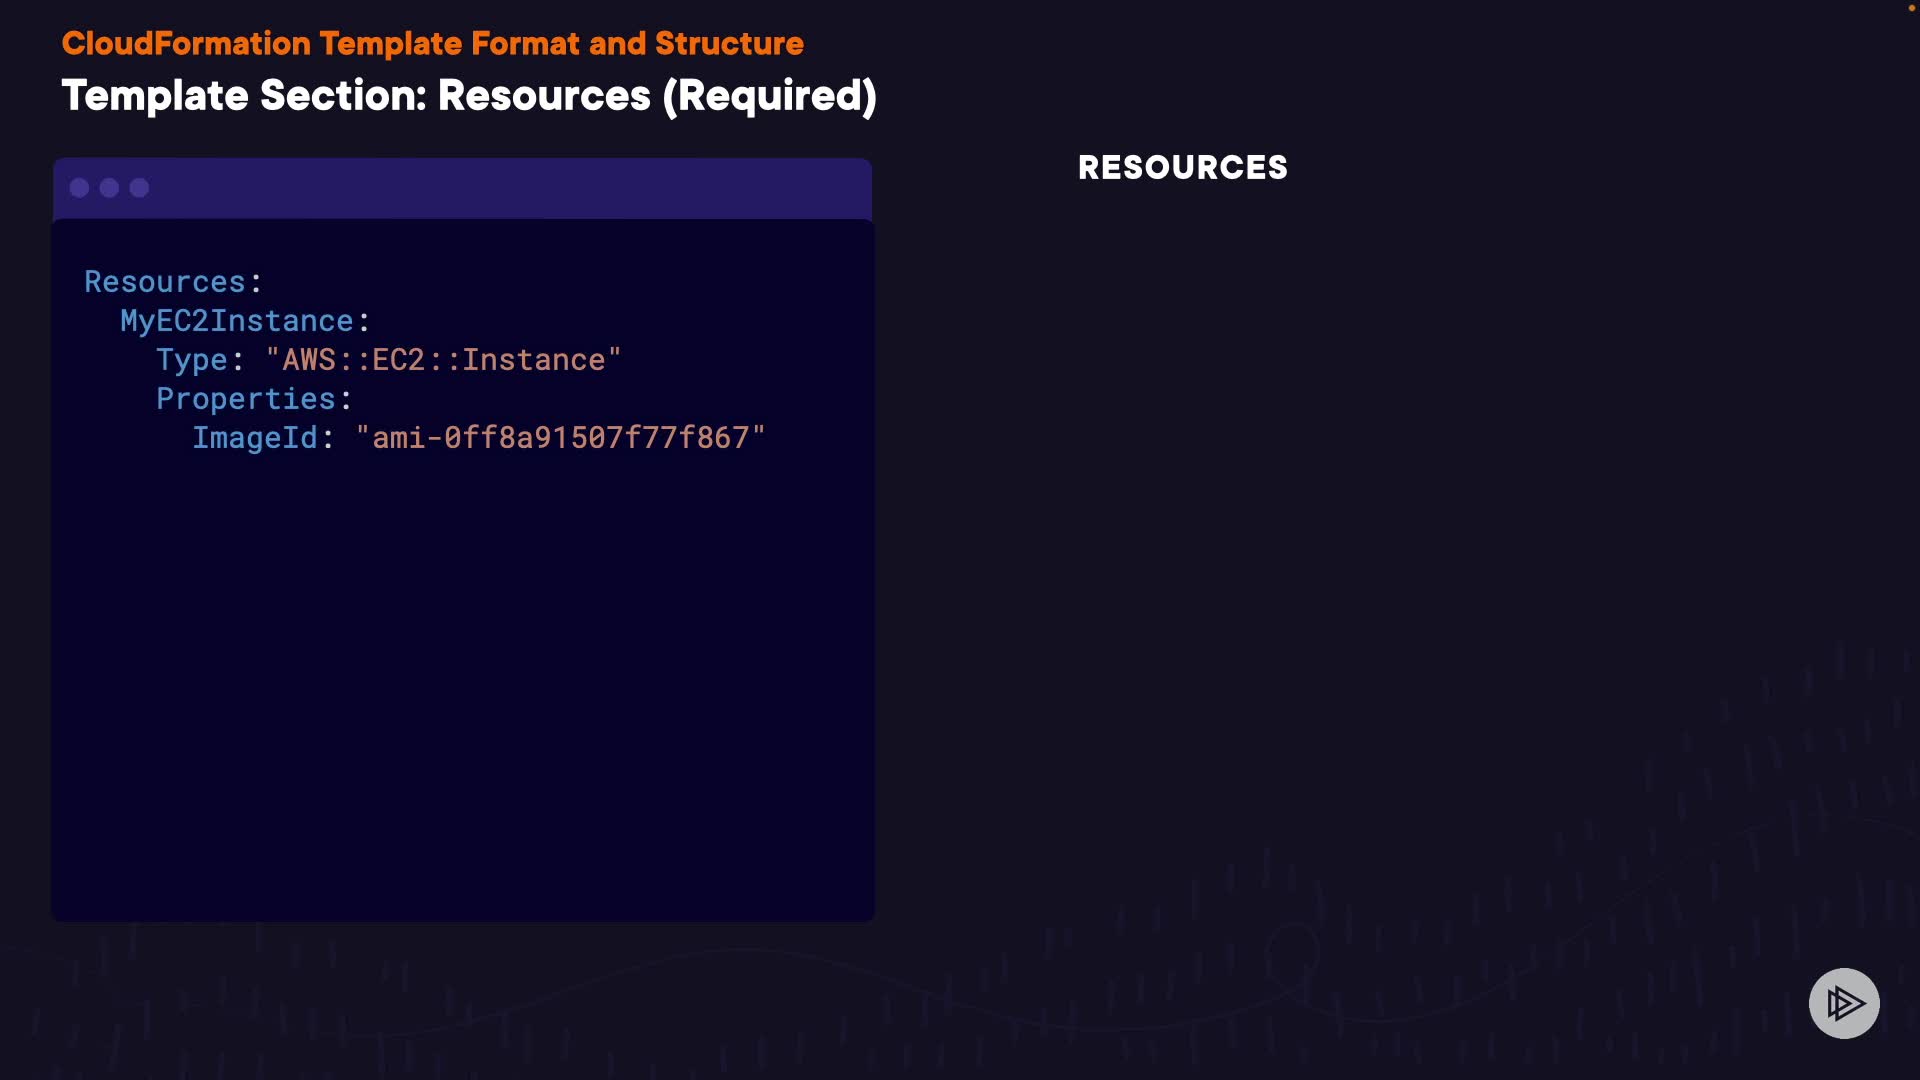 CloudFormation Template Format and Structure
Template Section: Resources (Required)
RESOURCES
Resources:
  MyEC2Instance:
    Type: "AWS::EC2::Instance"
    Properties:
      ImageId: "ami-0ff8a91507f77f867"